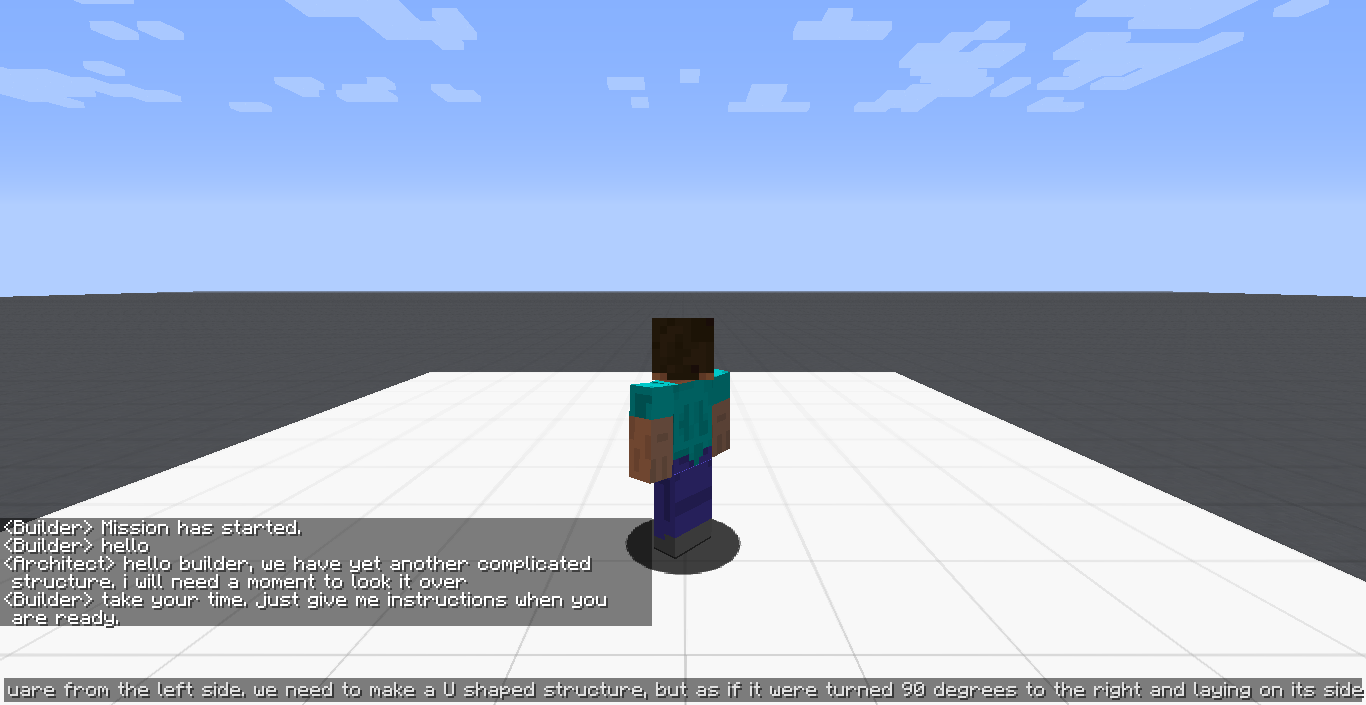 <Builder> Mission has started.
<Builder> hello
<Architect> hello builder. we have yet another complicated
structure. i will need a moment to look it over
<Builder> take your time. just give me instructions when you
are ready.
uare from the left side. we need to make a U shaped structure, but as if it were turned 90 degrees to the right and laying on its side